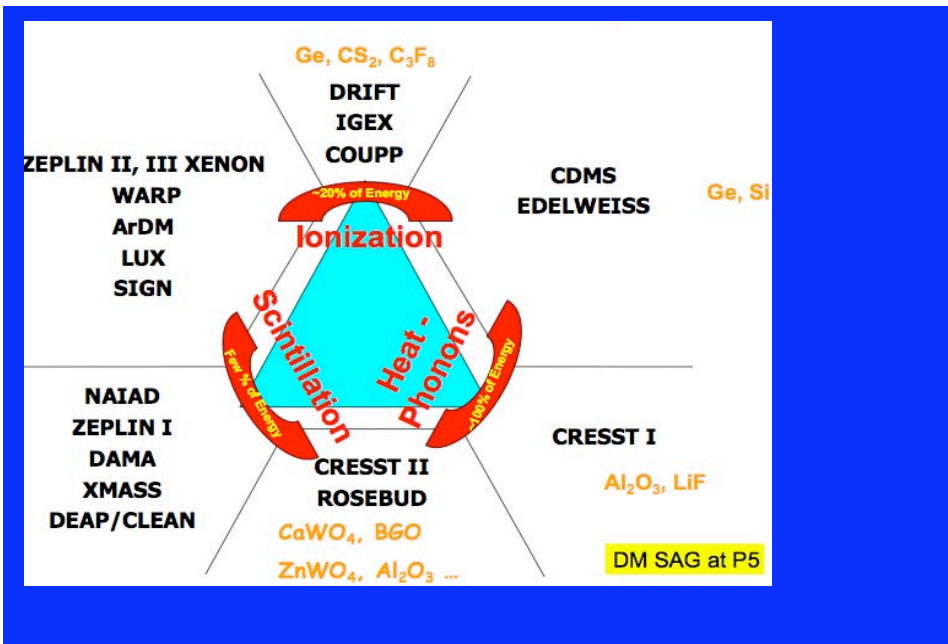 Ge, CS₂, C₃F₈
DRIFT
IGEX
COUPP
ZEPLIN II, III XENON
WARP
ArDM
LUX
SIGN
CDMS
EDELWEISS
Ge, Si
~20% of Energy
Ionization
Scintillation
Few % of Energy
Heat -
Phonons
~100% of Energy
NAIAD
ZEPLIN I
DAMA
XMASS
DEAP/CLEAN
CRESST II
ROSEBUD
CaWO₄, BGO
ZnWO₄, Al₂O₃ ...
CRESST I
Al₂O₃, LiF
DM SAG at P5